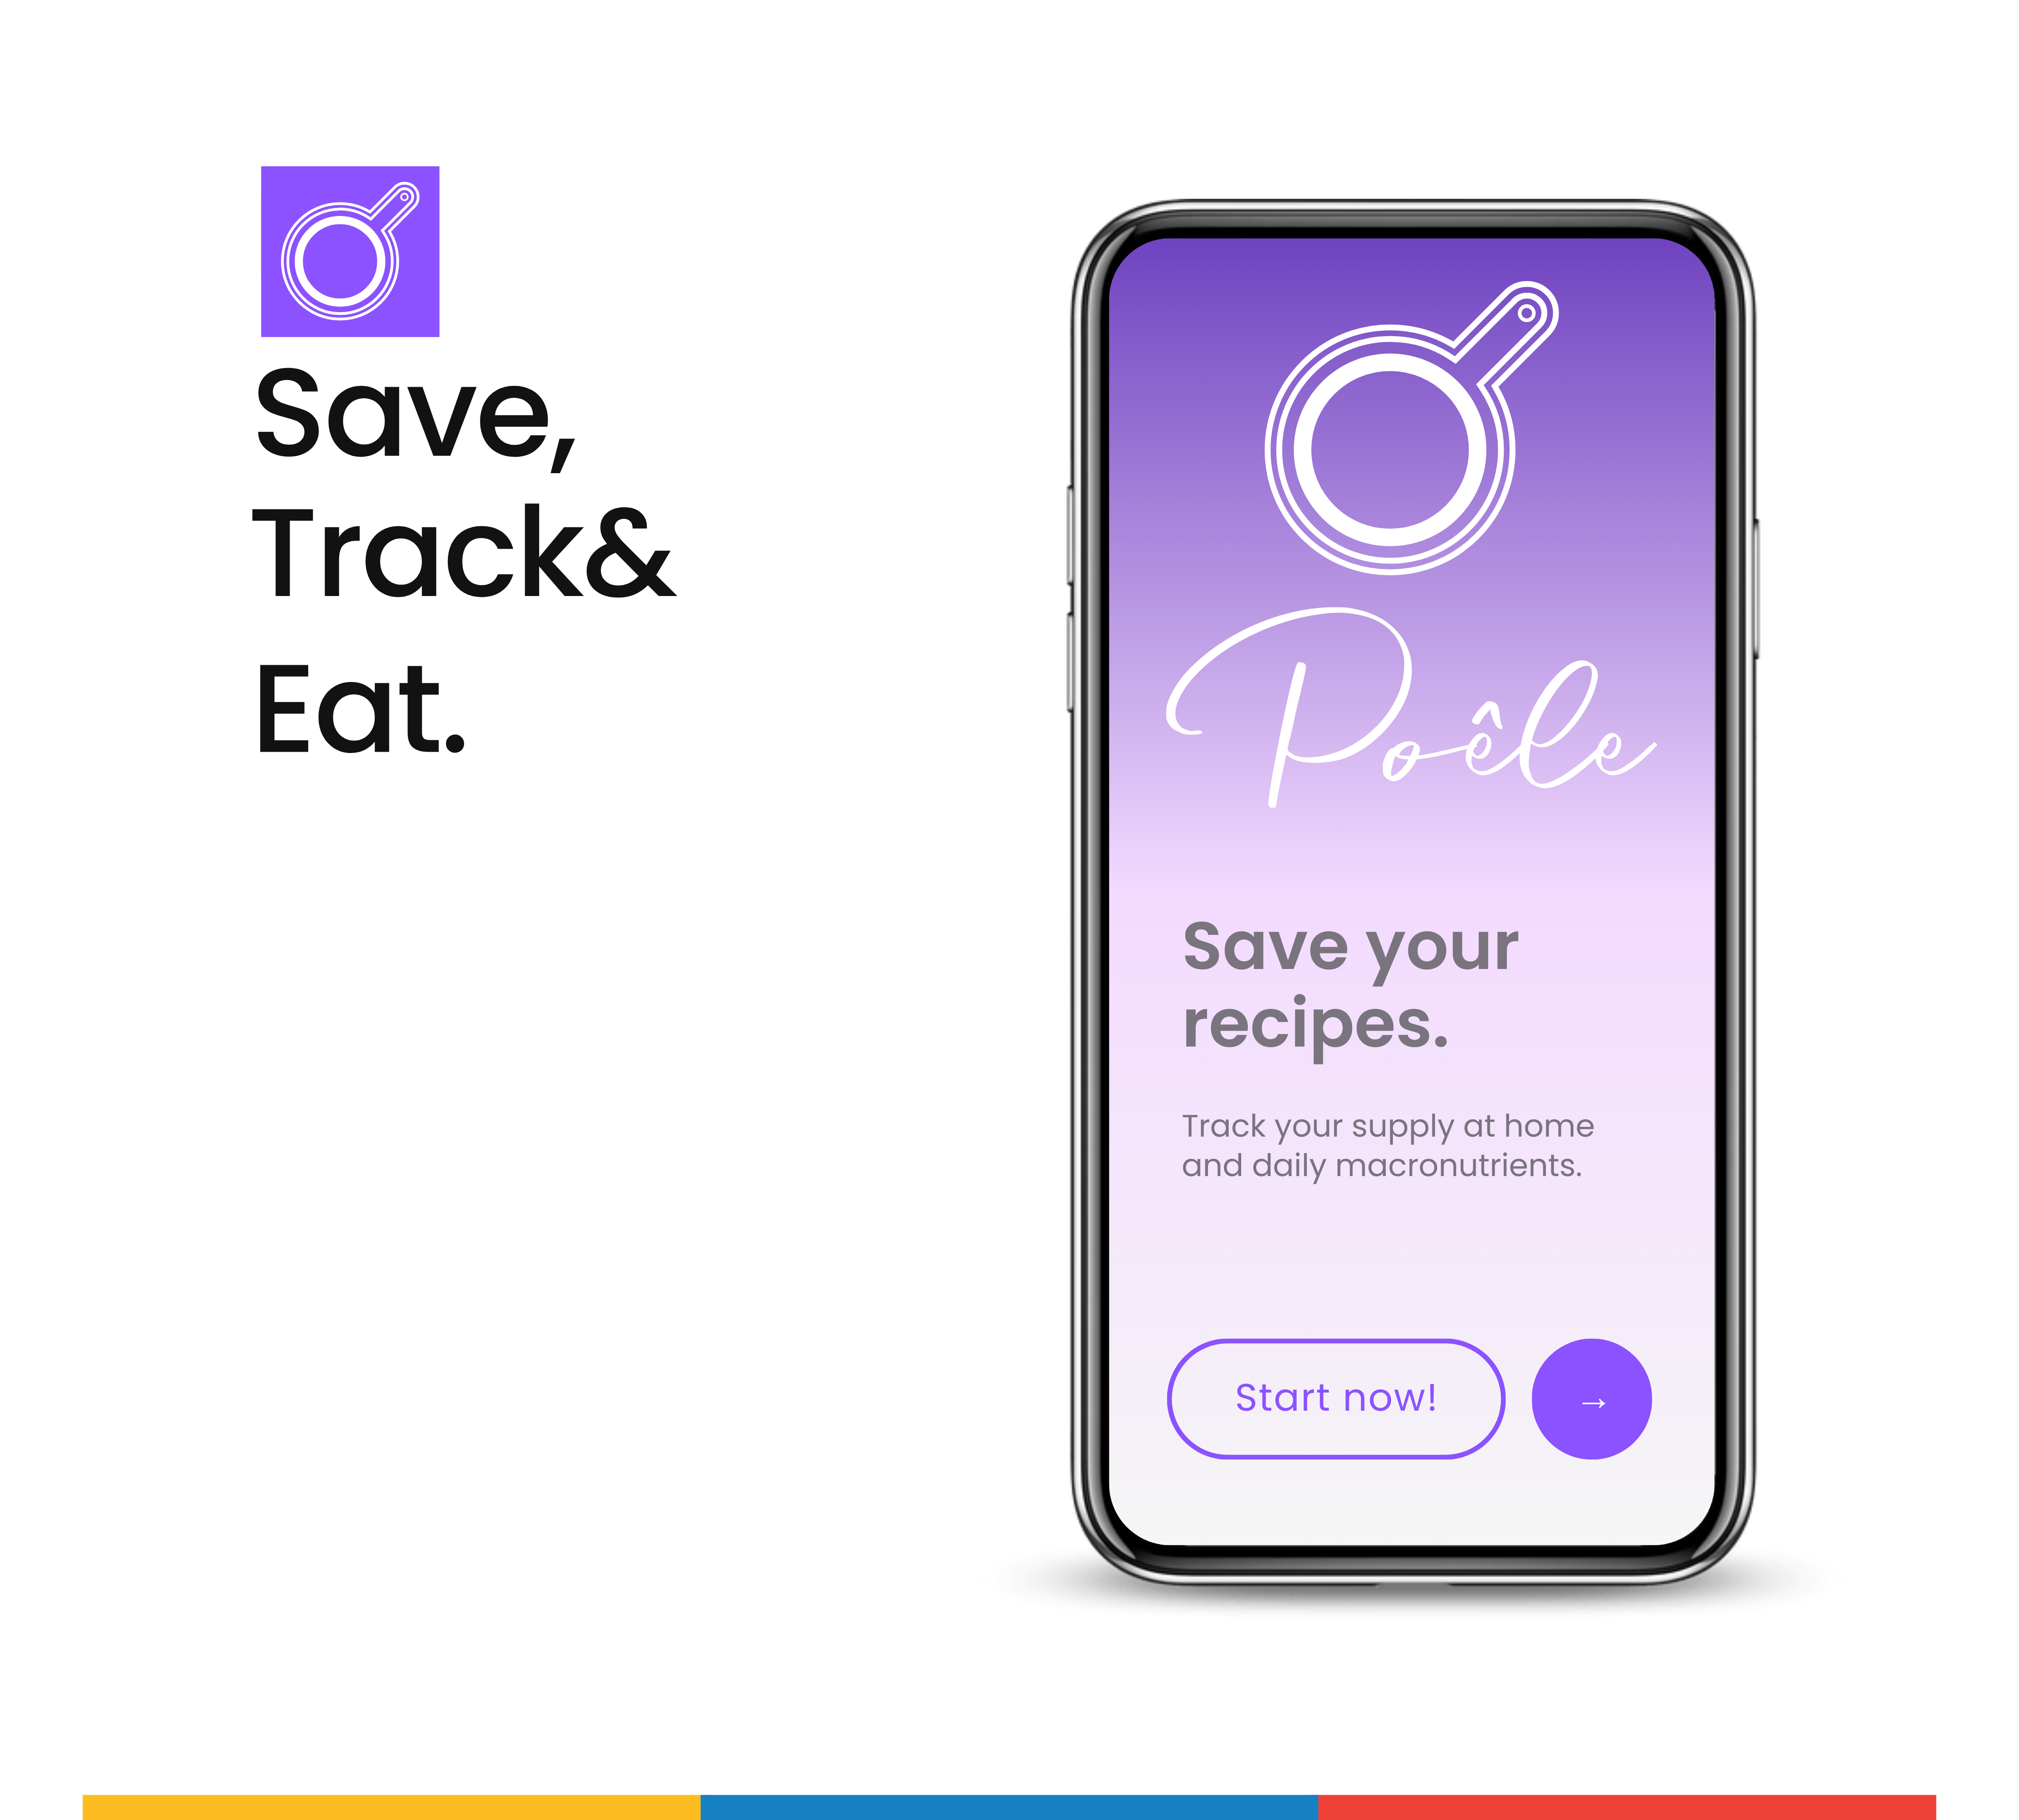 Save,
Track&
Eat.
Poêle
Save your
recipes.
Track your supply at home
and daily macronutrients.
Start now! →